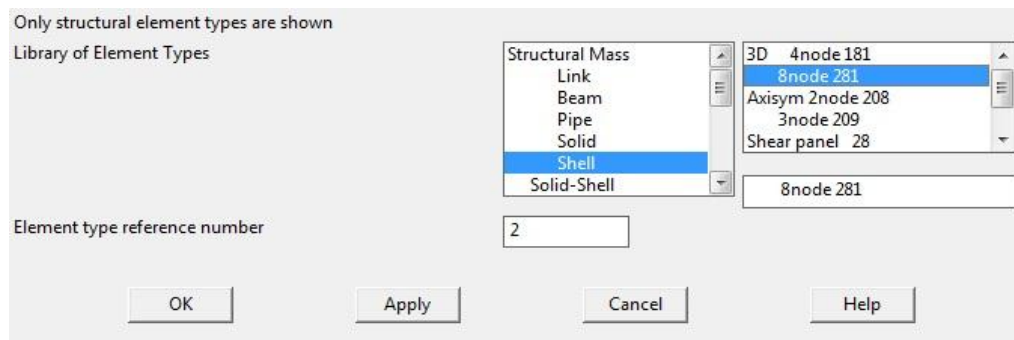 Only structural element types are shown
Library of Element Types
Structural Mass
Link
Beam
Pipe
Solid
Shell
Solid-Shell
3D 4node 181
8node 281
Axisym 2node 208
3node 209
Shear panel 28
8node 281
Element type reference number
2
OK
Apply
Cancel
Help